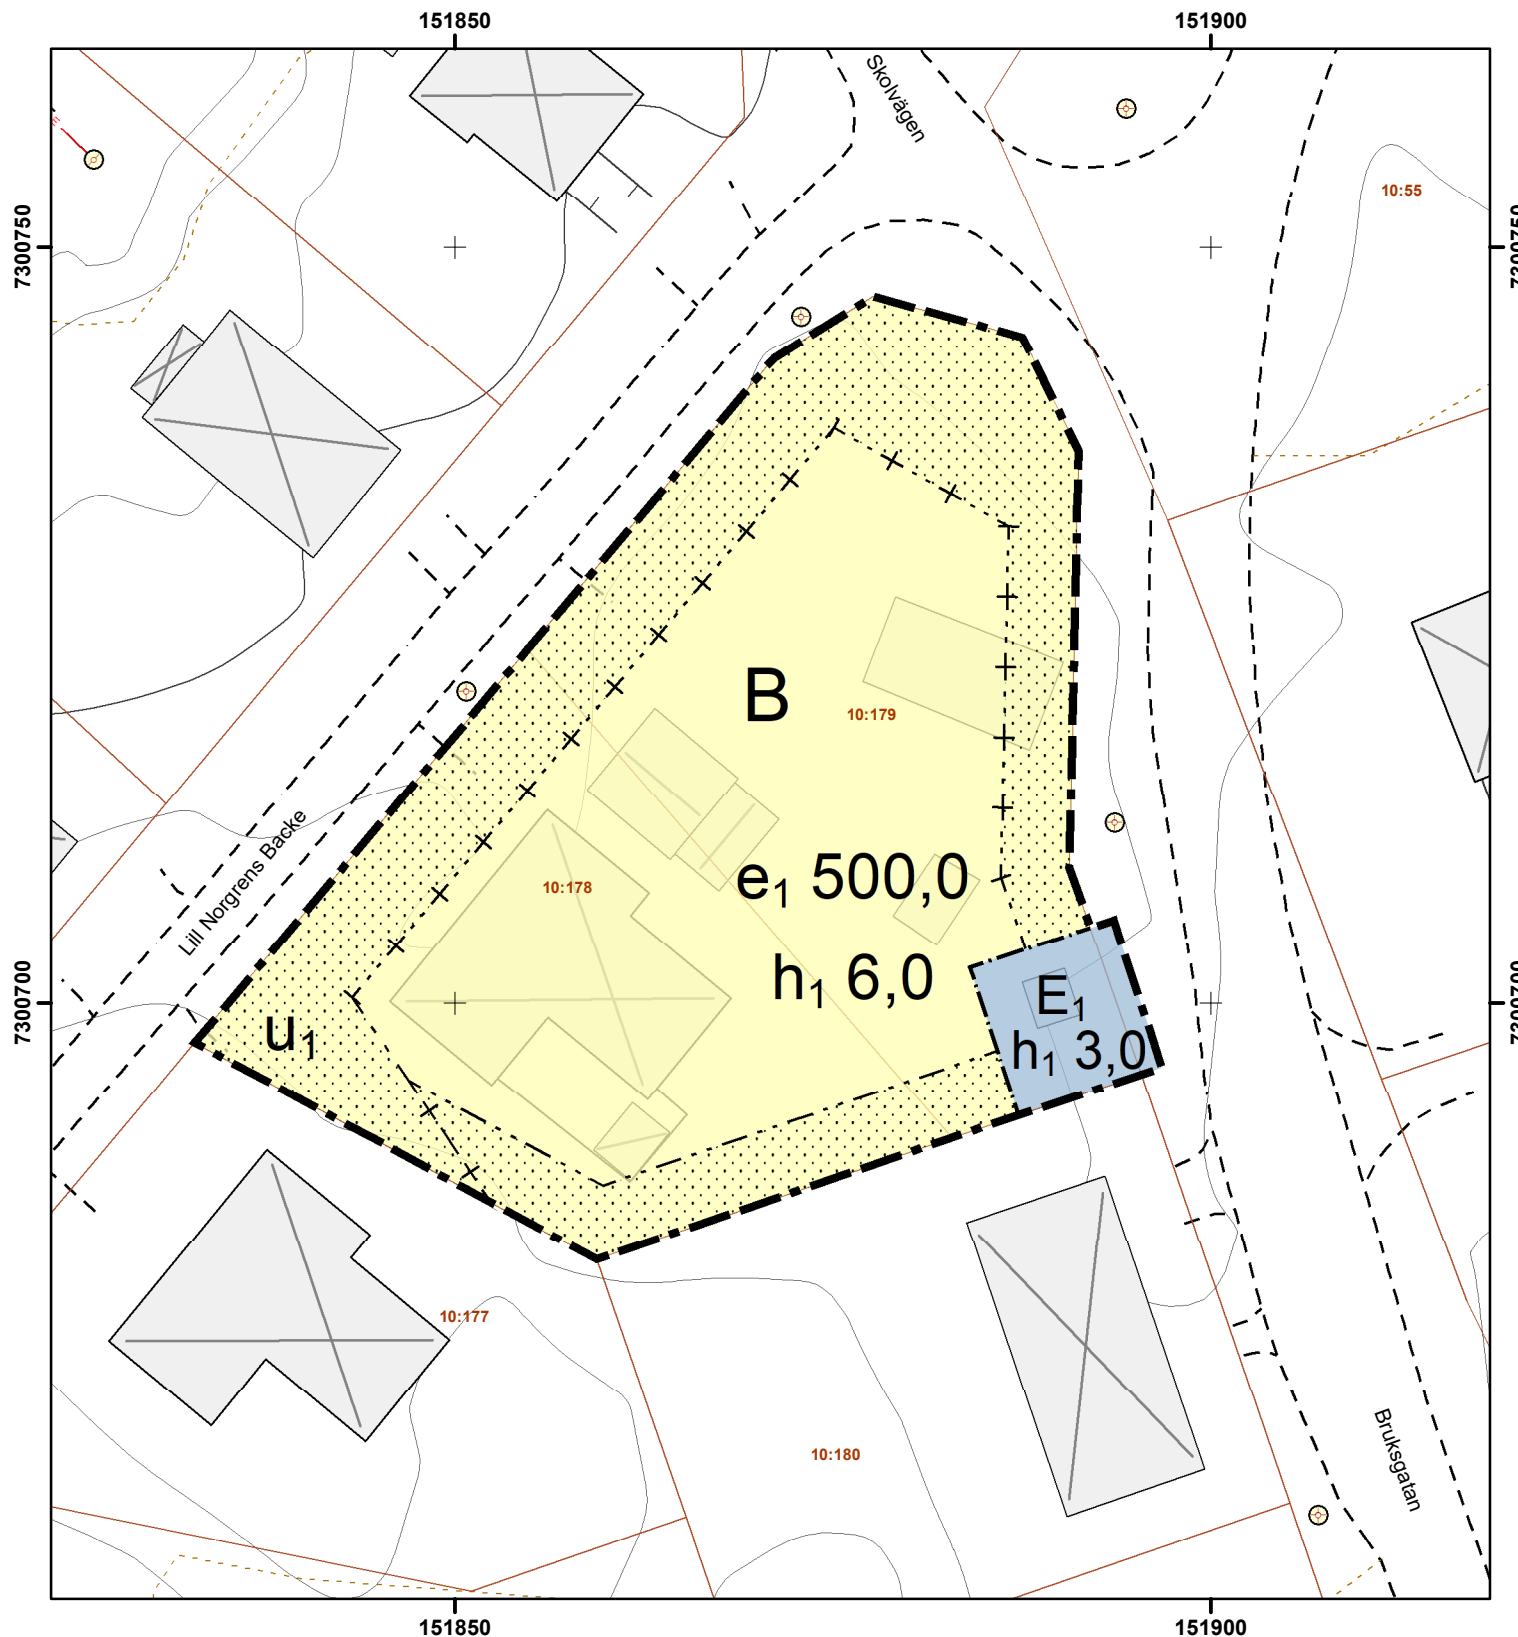 151850
151900
Skolvägen
7300750
10:55
7300750
B
10:179
e₁ 500,0
10:178
Lill Norgrens Backe
h₁ 6,0
7300700
E₁
7300700
u₁
h₁ 3,0
10:177
10:180
Bruksgatan
151850
151900